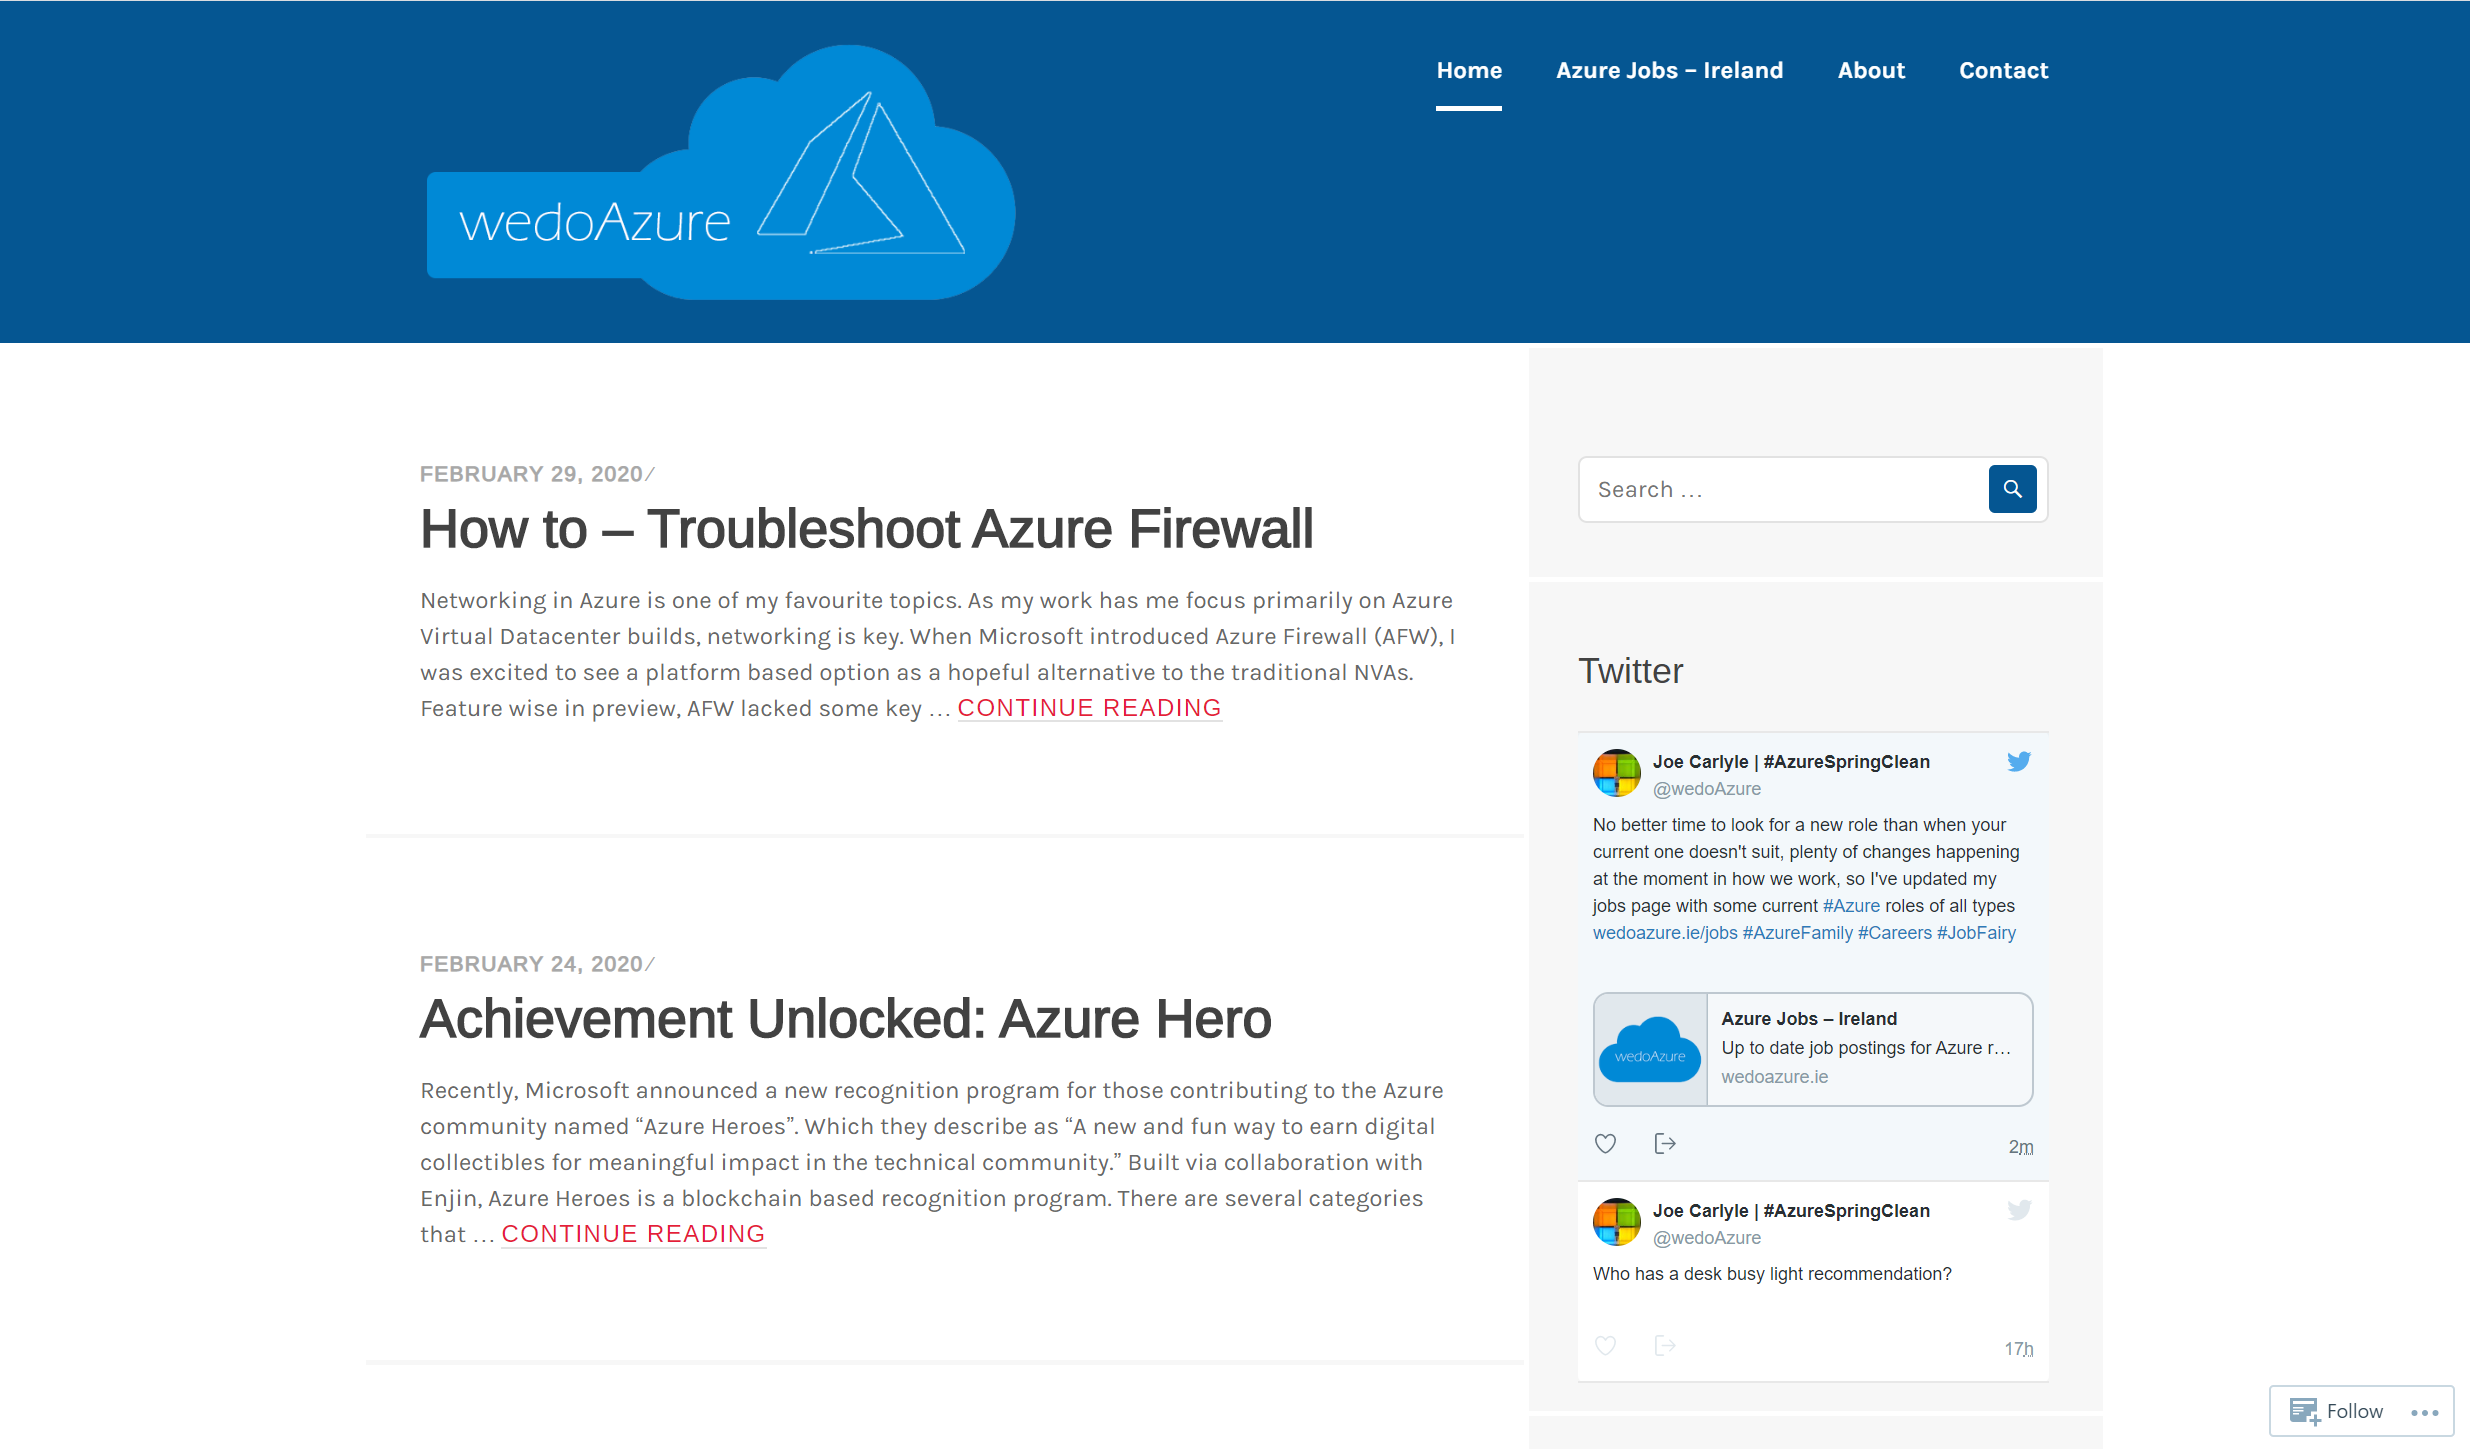 wedoAzure
Home
Azure Jobs – Ireland
About
Contact
FEBRUARY 29, 2020 /
How to – Troubleshoot Azure Firewall
Networking in Azure is one of my favourite topics. As my work has me focus primarily on Azure
Virtual Datacenter builds, networking is key. When Microsoft introduced Azure Firewall (AFW), I
was excited to see a platform based option as a hopeful alternative to the traditional NVAs.
Feature wise in preview, AFW lacked some key … CONTINUE READING
FEBRUARY 24, 2020 /
Achievement Unlocked: Azure Hero
Recently, Microsoft announced a new recognition program for those contributing to the Azure
community named “Azure Heroes”. Which they describe as “A new and fun way to earn digital
collectibles for meaningful impact in the technical community.” Built via collaboration with
Enjin, Azure Heroes is a blockchain based recognition program. There are several categories
that … CONTINUE READING
Search …
Twitter
Joe Carlyle | #AzureSpringClean
@wedoAzure
No better time to look for a new role than when your
current one doesn't suit, plenty of changes happening
at the moment in how we work, so I've updated my
jobs page with some current #Azure roles of all types
wedoazure.ie/jobs #AzureFamily #Careers #JobFairy
wedoAzure
Azure Jobs – Ireland
Up to date job postings for Azure r…
wedoazure.ie
2m
Joe Carlyle | #AzureSpringClean
@wedoAzure
Who has a desk busy light recommendation?
17h
Follow